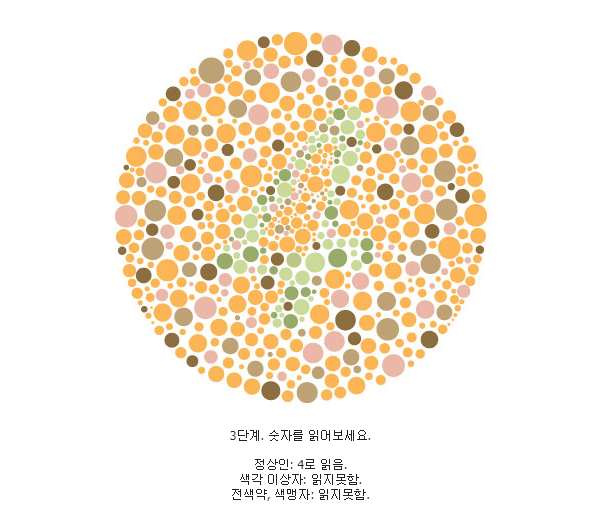 3단계. 숫자를 읽어보세요.
정상인: 4로 읽음.
색각 이상자: 읽지못함.
전색약, 색맹자: 읽지못함.